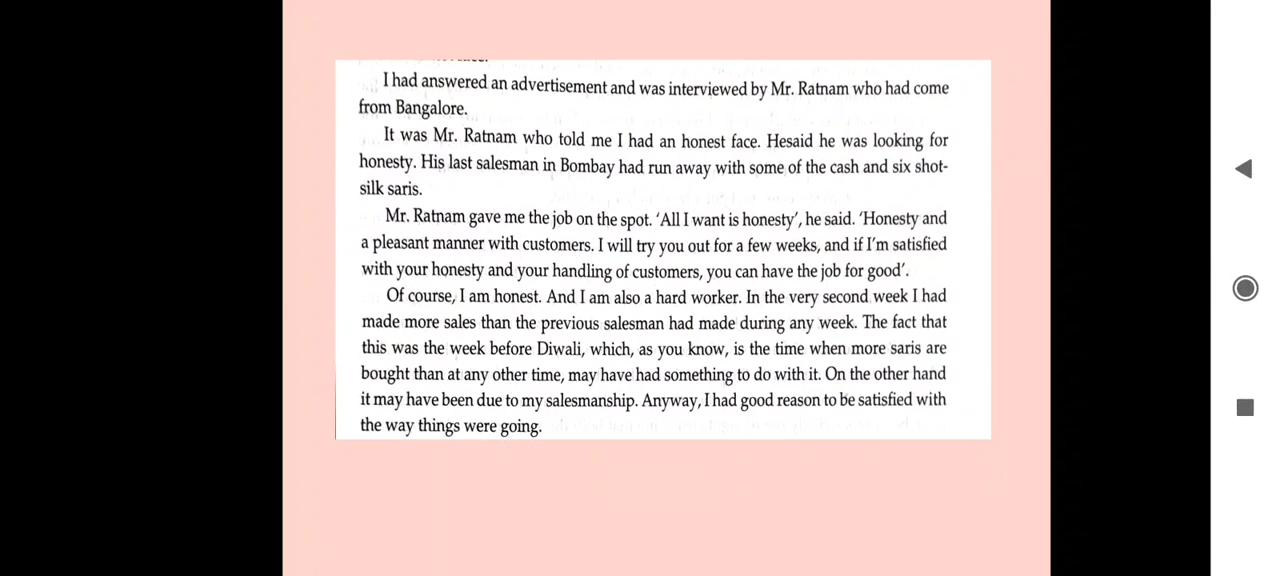 I had answered an advertisement and was interviewed by Mr. Ratnam who had come
from Bangalore.
It was Mr. Ratnam who told me I had an honest face. Hesaid he was looking for
honesty. His last salesman in Bombay had run away with some of the cash and six shot-
silk saris.
Mr. Ratnam gave me the job on the spot. ‘All I want is honesty’, he said. ‘Honesty and
a pleasant manner with customers. I will try you out for a few weeks, and if I’m satisfied
with your honesty and your handling of customers, you can have the job for good’.
Of course, I am honest. And I am also a hard worker. In the very second week I had
made more sales than the previous salesman had made during any week. The fact that
this was the week before Diwali, which, as you know, is the time when more saris are
bought than at any other time, may have had something to do with it. On the other hand
it may have been due to my salesmanship. Anyway, I had good reason to be satisfied with
the way things were going.